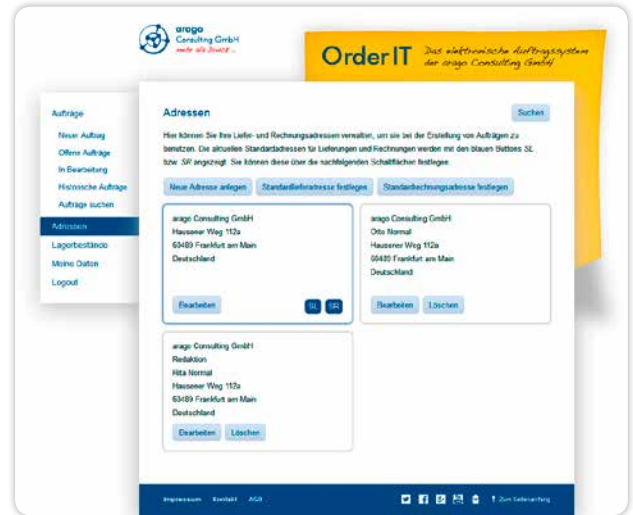 arago
Consulting GmbH
mehr als Druck ...
OrderIT
Das elektronische Auftragssystem
der arago Consulting GmbH
Aufträge
Neuer Auftrag
Offene Aufträge
In Bearbeitung
Historische Aufträge
Aufträge suchen
Adressen
Lagerbestände
Meine Daten
Logout
Adressen
Suchen
Hier können Sie Ihre Liefer- und Rechnungsadressen verwalten, um sie bei der Erstellung von Aufträgen zu
benutzen. Die aktuellen Standardadressen für Lieferungen und Rechnungen werden mit den blauen Buttons SL
bzw. SR angezeigt. Sie können diese über die nachfolgenden Schaltflächen festlegen.
Neue Adresse anlegen
Standardlieferadresse festlegen
Standardrechnungsadresse festlegen
arago Consulting GmbH
Hausener Weg 112a
60489 Frankfurt am Main
Deutschland
Bearbeiten
SL
SR
arago Consulting GmbH
Otto Normal
Hausener Weg 112a
60489 Frankfurt am Main
Deutschland
Bearbeiten
Löschen
arago Consulting GmbH
Redaktion
Rita Normal
Hausener Weg 112a
60489 Frankfurt am Main
Deutschland
Bearbeiten
Löschen
Impressum
Kontakt
AGB
Zum Seitenanfang